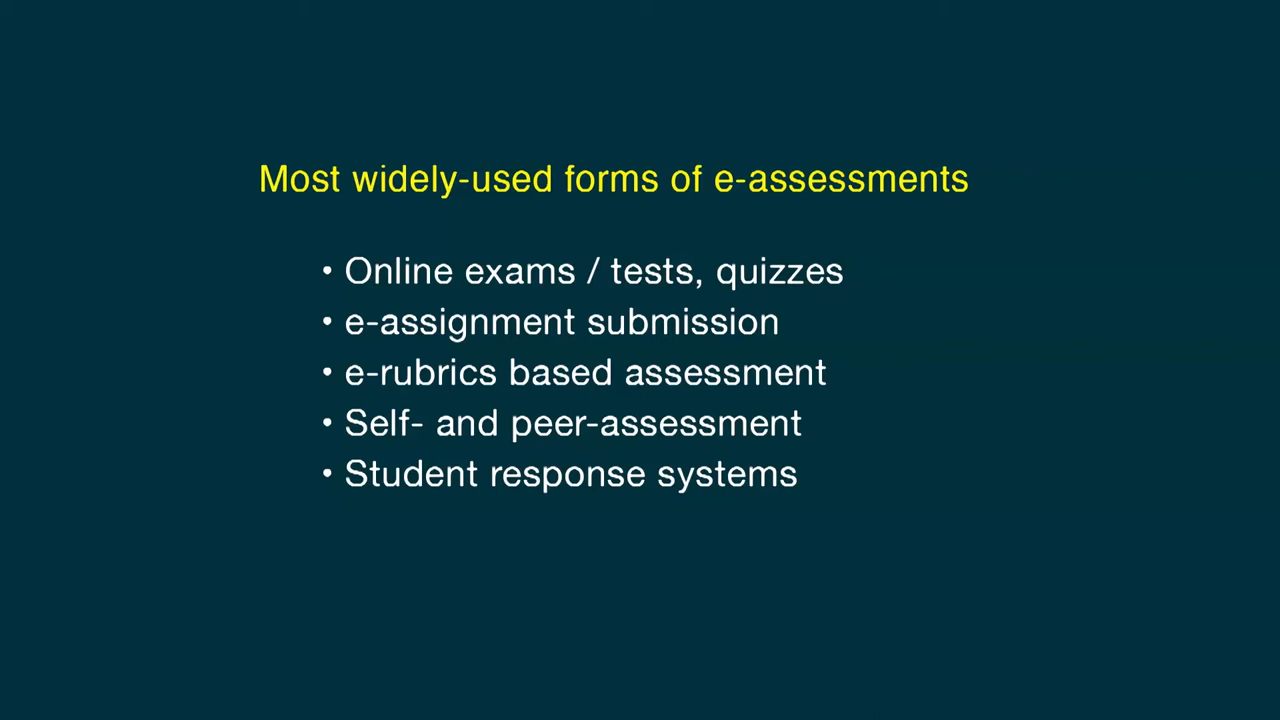 Most widely-used forms of e-assessments
• Online exams / tests, quizzes
• e-assignment submission
• e-rubrics based assessment
• Self- and peer-assessment
• Student response systems